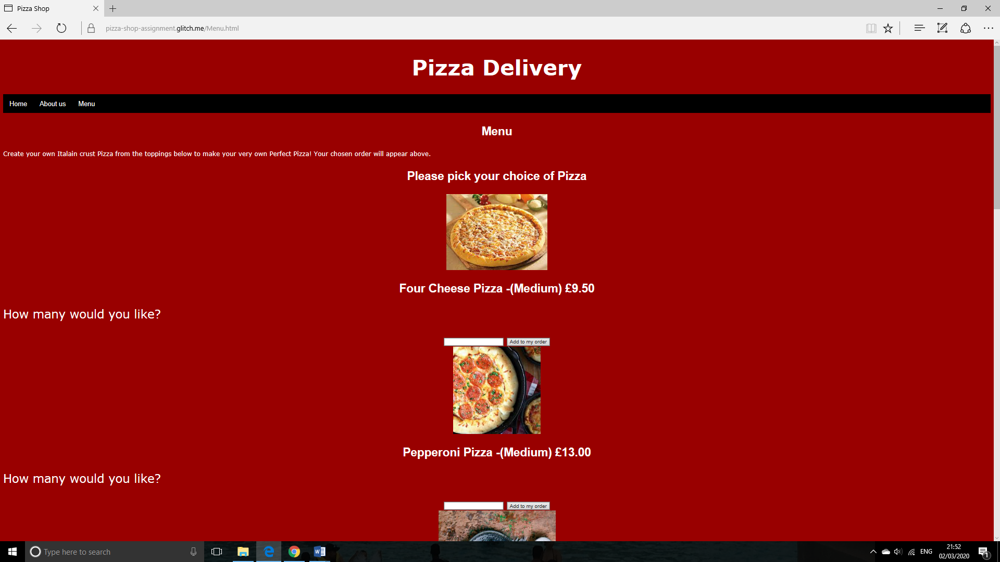 Pizza Shop
pizza-shop-assignment.glitch.me/Menu.html
Pizza Delivery
Home About us Menu
Menu
Create your own Italain crust Pizza from the toppings below to make your very own Perfect Pizza! Your chosen order will appear above.
Please pick your choice of Pizza
Four Cheese Pizza -(Medium) £9.50
How many would you like?
Add to my order
Pepperoni Pizza -(Medium) £13.00
How many would you like?
Add to my order
Type here to search
ENG
21:52
02/03/2020
1